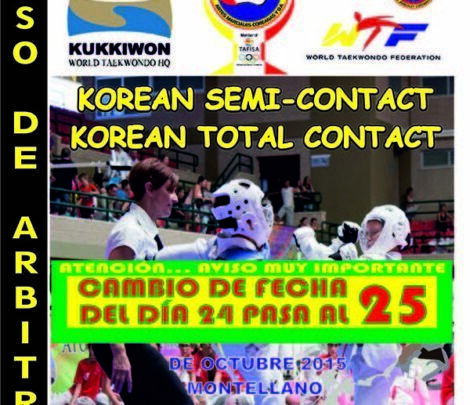 SO DE ARBITR
KUKKIWON
WORLD TAEKWONDO HQ
TAFISA
WTF
WORLD TAEKWONDO FEDERATION
KOREAN SEMI-CONTACT
KOREAN TOTAL CONTACT
ATENCION... AVISO MUY IMPORTANTE
CAMBIO DE FECHA
DEL DÍA 24 PASA AL 25
DE OCTUBRE 2015
MONTELLANO